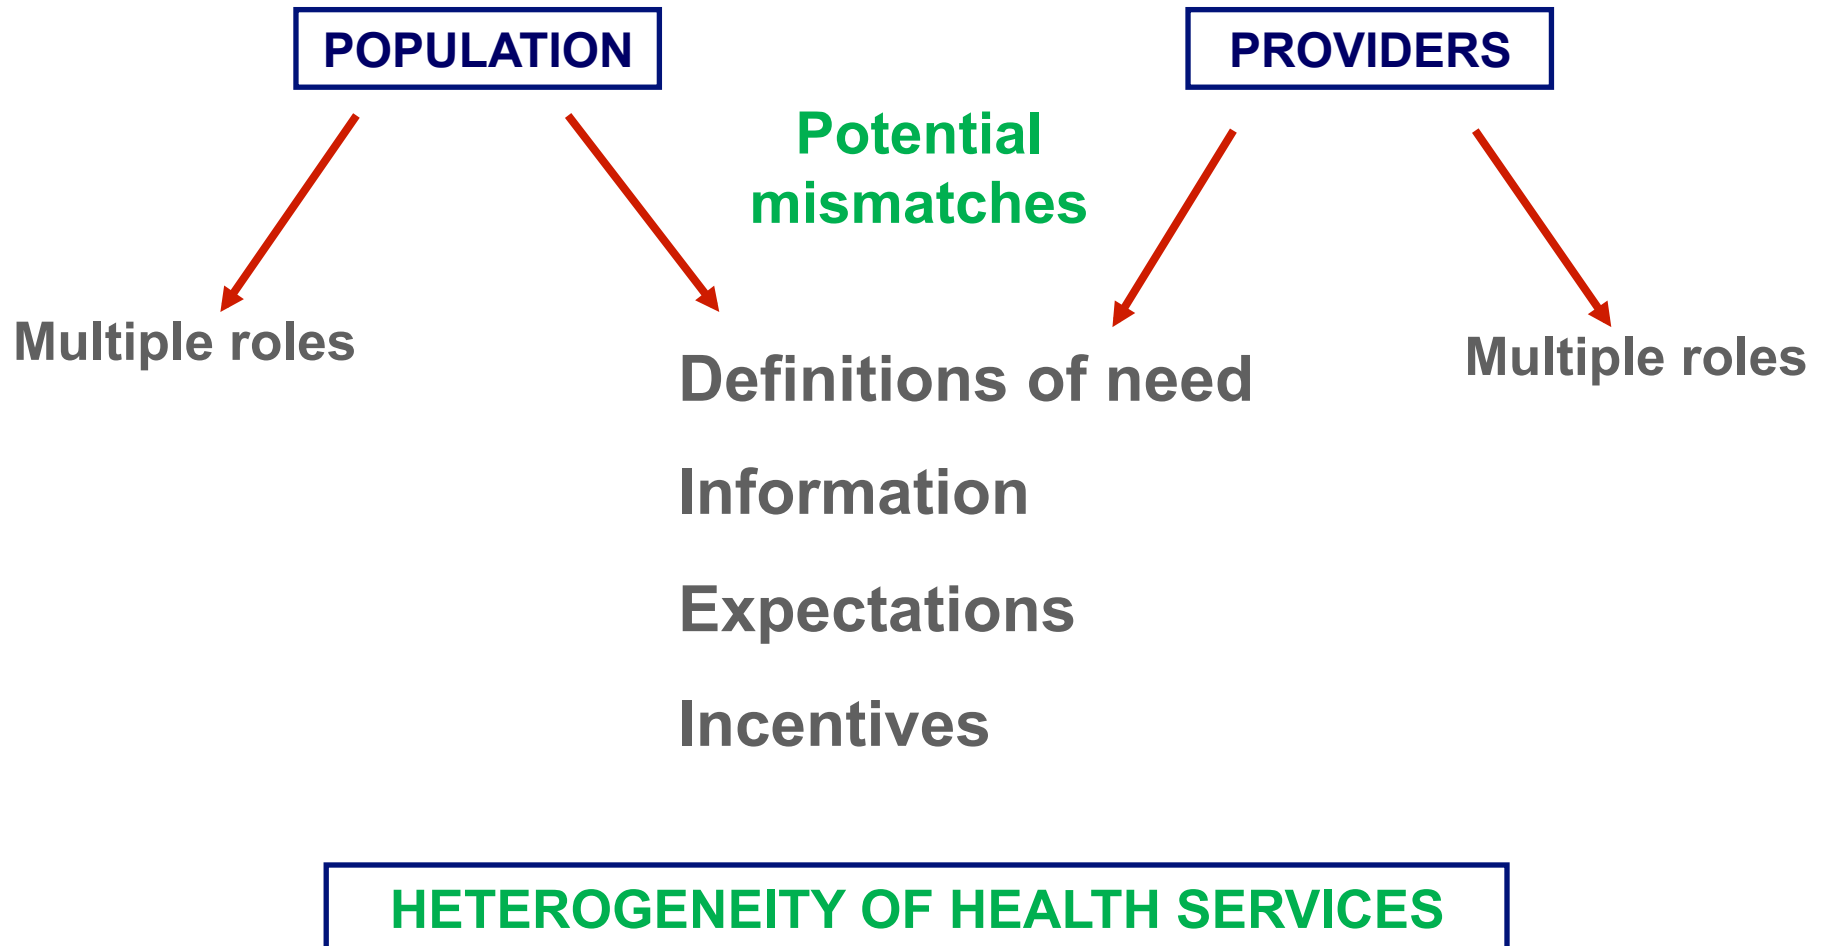 POPULATION
PROVIDERS
Potential
mismatches
Multiple roles
Multiple roles
Definitions of need
Information
Expectations
Incentives
HETEROGENEITY OF HEALTH SERVICES